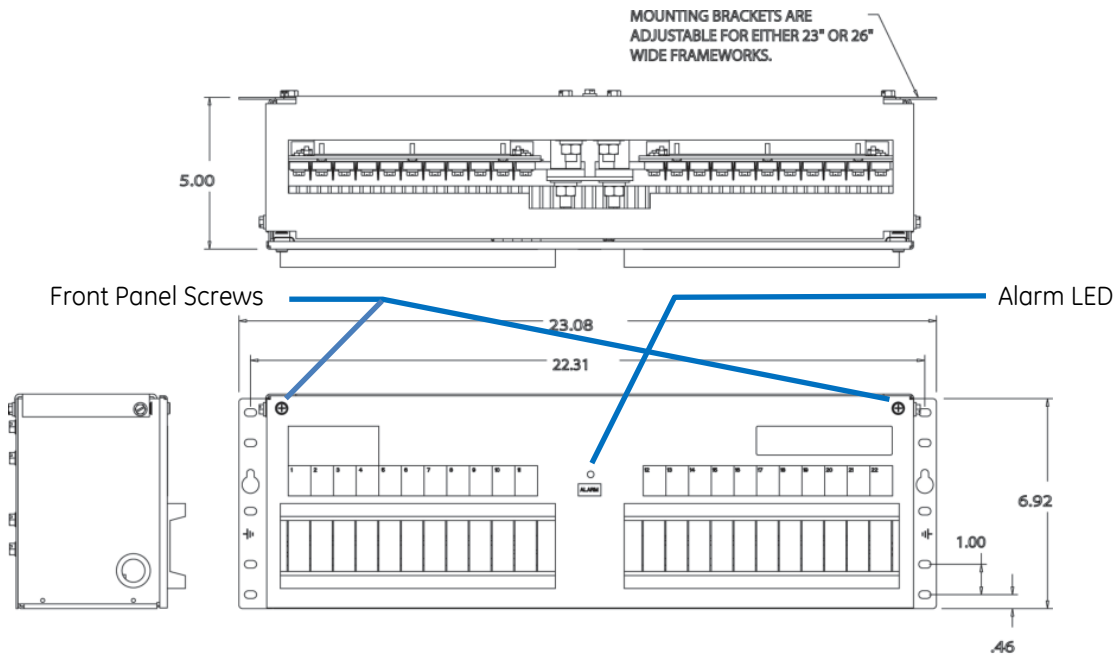 MOUNTING BRACKETS ARE
ADJUSTABLE FOR EITHER 23" OR 26"
WIDE FRAMEWORKS.
5.00
Front Panel Screws
Alarm LED
23.08
22.31
1 2 3 4 5 6 7 8 9 10 11
ALARM
12 13 14 15 16 17 18 19 20 21 22
6.92
1.00
.46